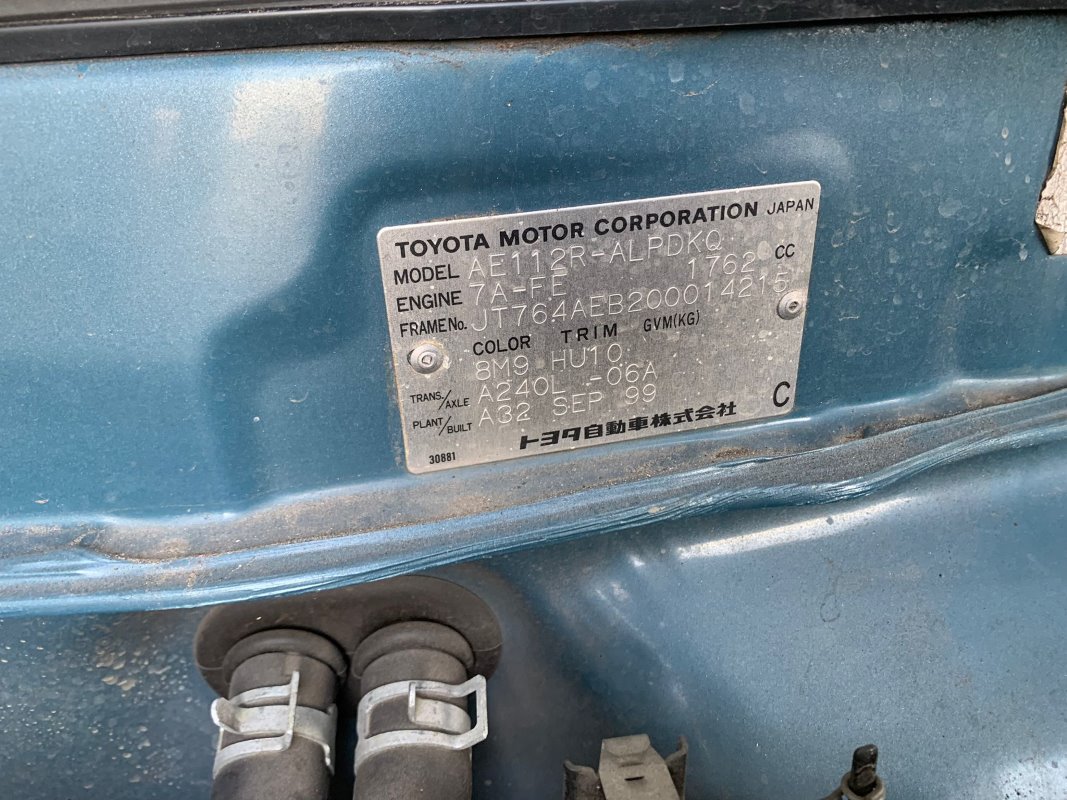 TOYOTA MOTOR CORPORATION JAPAN
MODEL AE112R-ALPDKQ
ENGINE 7A-FE 1762 CC
FRAME No. JT764AEB200014215
COLOR TRIM GVM(KG)
8M9 HU10
TRANS./AXLE A240L -06A
PLANT/BUILT A32 SEP 99
C
トヨタ自動車株式会社
30881